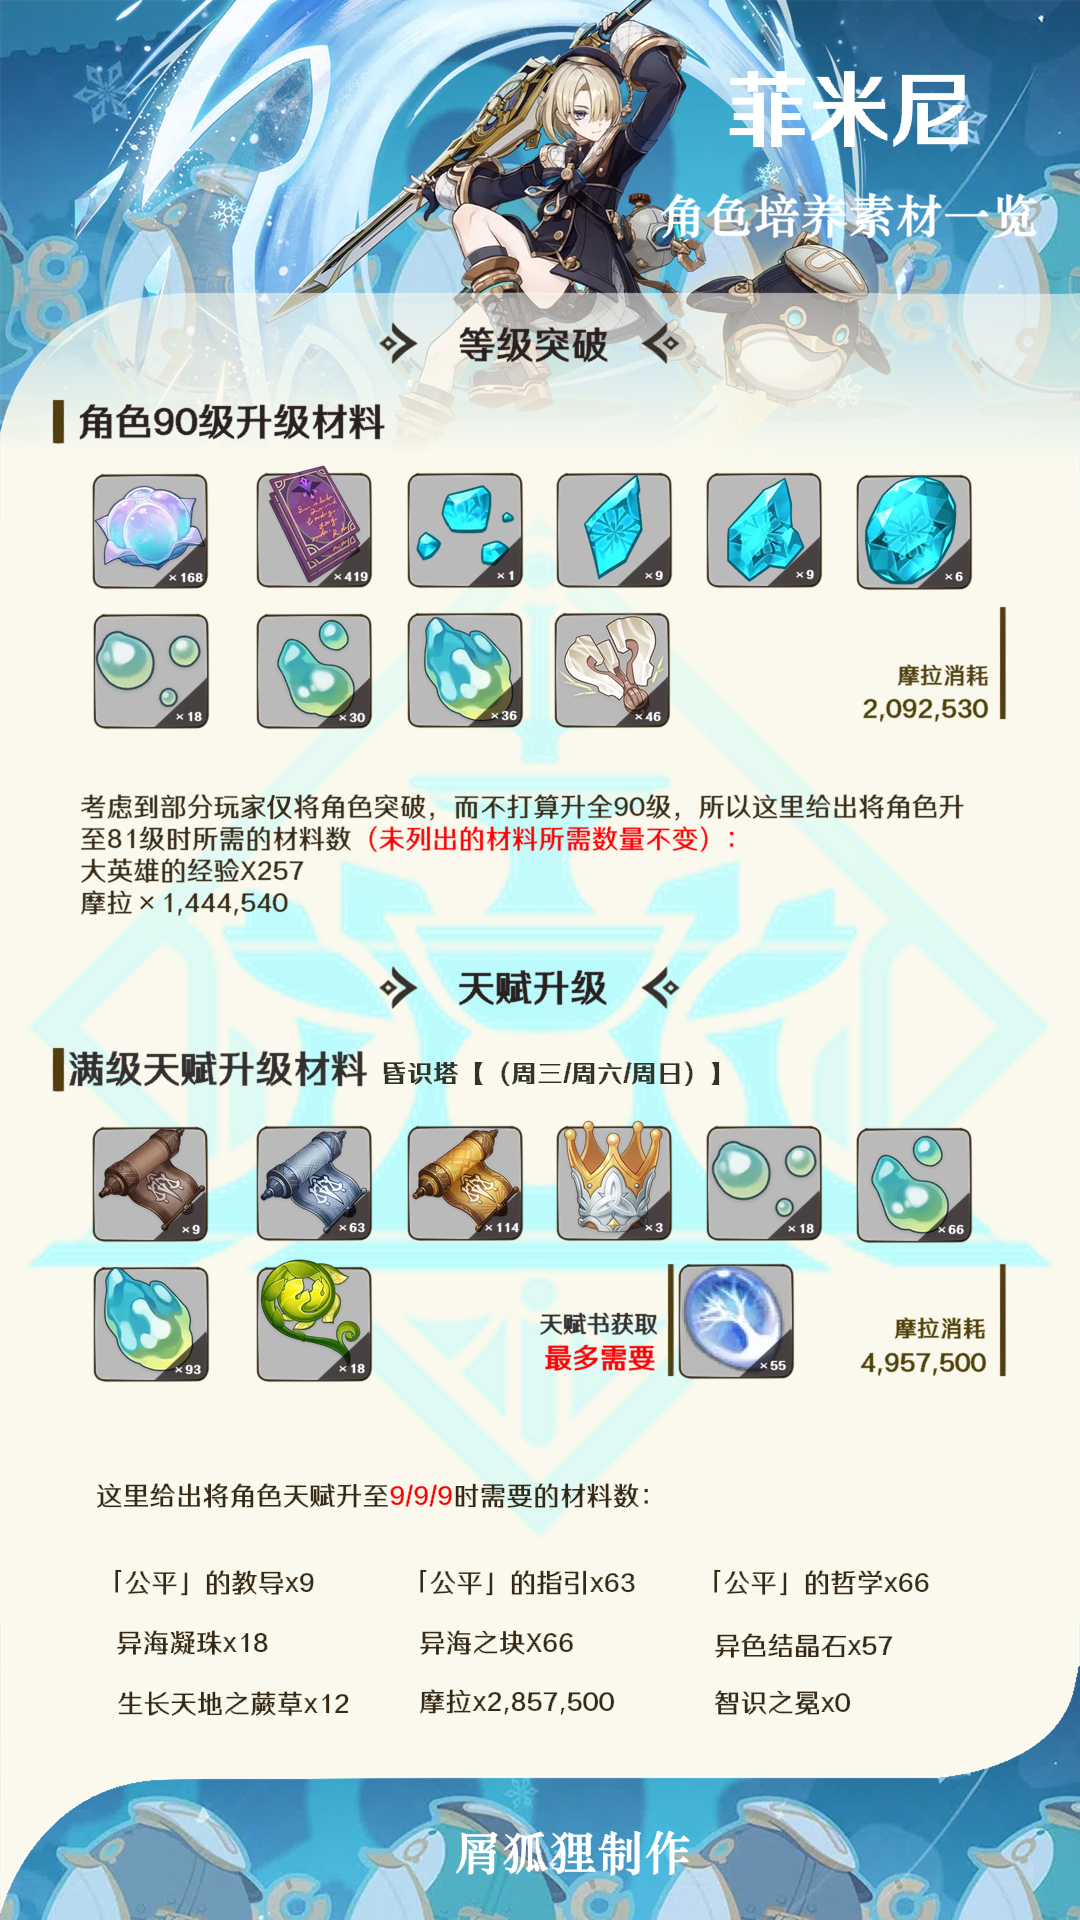 菲米尼
角色培养素材一览
等级突破
角色90级升级材料
×168
×419
×1
×9
×9
×6
×18
×30
×36
×46
摩拉消耗
2,092,530
考虑到部分玩家仅将角色突破，而不打算升全90级，所以这里给出将角色升
至81级时所需的材料数（未列出的材料所需数量不变）：
大英雄的经验X257
摩拉×1,444,540
天赋升级
满级天赋升级材料 昏识塔【（周三/周六/周日）】
×9
×63
×114
×3
×18
×66
×93
×18
天赋书获取
最多需要
×55
摩拉消耗
4,957,500
这里给出将角色天赋升至9/9/9时需要的材料数：
「公平」的教导x9 「公平」的指引x63 「公平」的哲学x66
异海凝珠x18 异海之块X66 异色结晶石x57
生长天地之蕨草x12 摩拉x2,857,500 智识之冕x0
屑狐狸制作